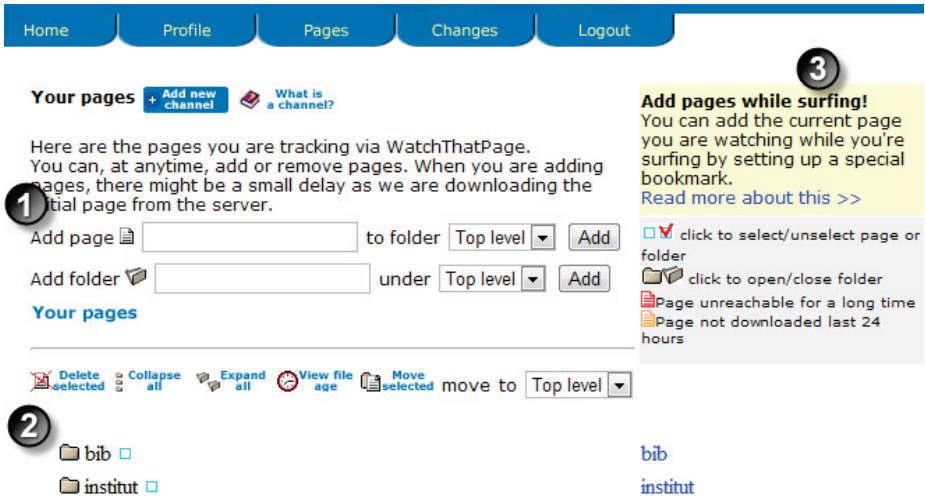 Home Profile Pages Changes Logout
Your pages + Add new channel What is a channel?
Here are the pages you are tracking via WatchThatPage.
You can, at anytime, add or remove pages. When you are adding
pages, there might be a small delay as we are downloading the
itial page from the server.
1
Add page to folder Top level Add
Add folder under Top level Add
Your pages
Delete selected Collapse all Expand all View file age Move selected move to Top level
2
bib
institut
3
Add pages while surfing!
You can add the current page
you are watching while you're
surfing by setting up a special
bookmark.
Read more about this >>
click to select/unselect page or
folder
click to open/close folder
Page unreachable for a long time
Page not downloaded last 24
hours
bib
institut